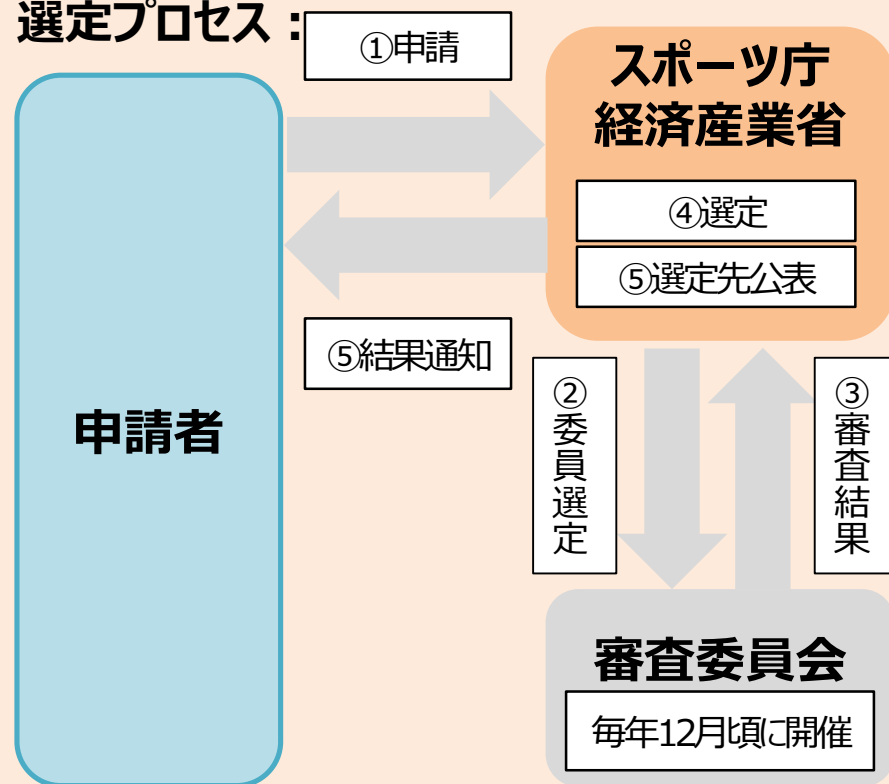 選定プロセス：
①申請
スポーツ庁
経済産業省
④選定
⑤選定先公表
⑤結果通知
申請者
②委員選定
③審査結果
審査委員会
毎年12月頃に開催